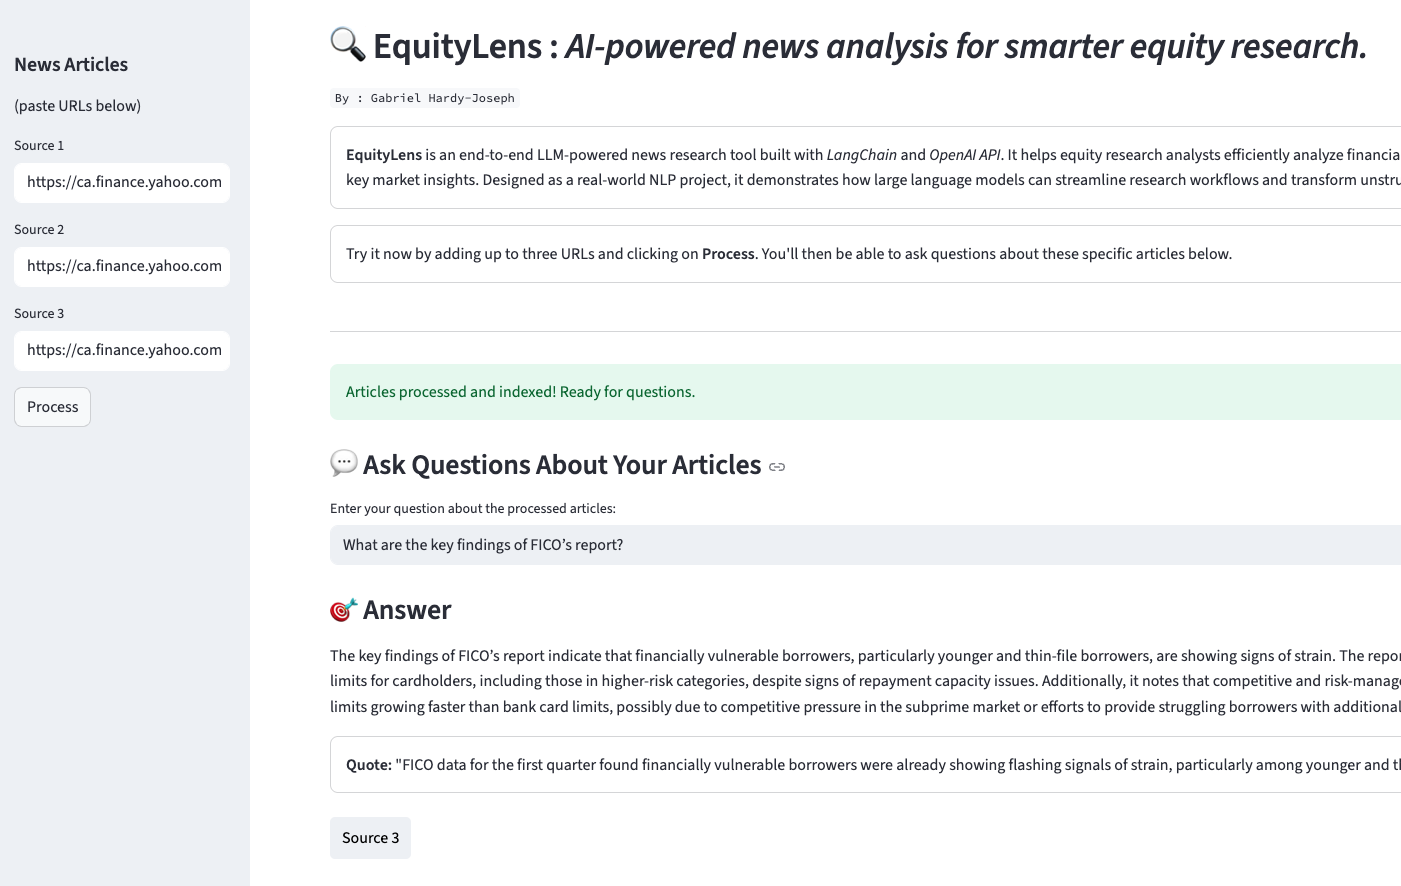 News Articles
(paste URLs below)
Source 1
https://ca.finance.yahoo.com
Source 2
https://ca.finance.yahoo.com
Source 3
https://ca.finance.yahoo.com
Process
EquityLens : AI-powered news analysis for smarter equity research.
By : Gabriel Hardy-Joseph
EquityLens is an end-to-end LLM-powered news research tool built with LangChain and OpenAI API. It helps equity research analysts efficiently analyze financia
key market insights. Designed as a real-world NLP project, it demonstrates how large language models can streamline research workflows and transform unstru
Try it now by adding up to three URLs and clicking on Process. You'll then be able to ask questions about these specific articles below.
Articles processed and indexed! Ready for questions.
Ask Questions About Your Articles
Enter your question about the processed articles:
What are the key findings of FICO’s report?
Answer
The key findings of FICO’s report indicate that financially vulnerable borrowers, particularly younger and thin-file borrowers, are showing signs of strain. The repor
limits for cardholders, including those in higher-risk categories, despite signs of repayment capacity issues. Additionally, it notes that competitive and risk-manage
limits growing faster than bank card limits, possibly due to competitive pressure in the subprime market or efforts to provide struggling borrowers with additional
Quote: "FICO data for the first quarter found financially vulnerable borrowers were already showing flashing signals of strain, particularly among younger and th
Source 3